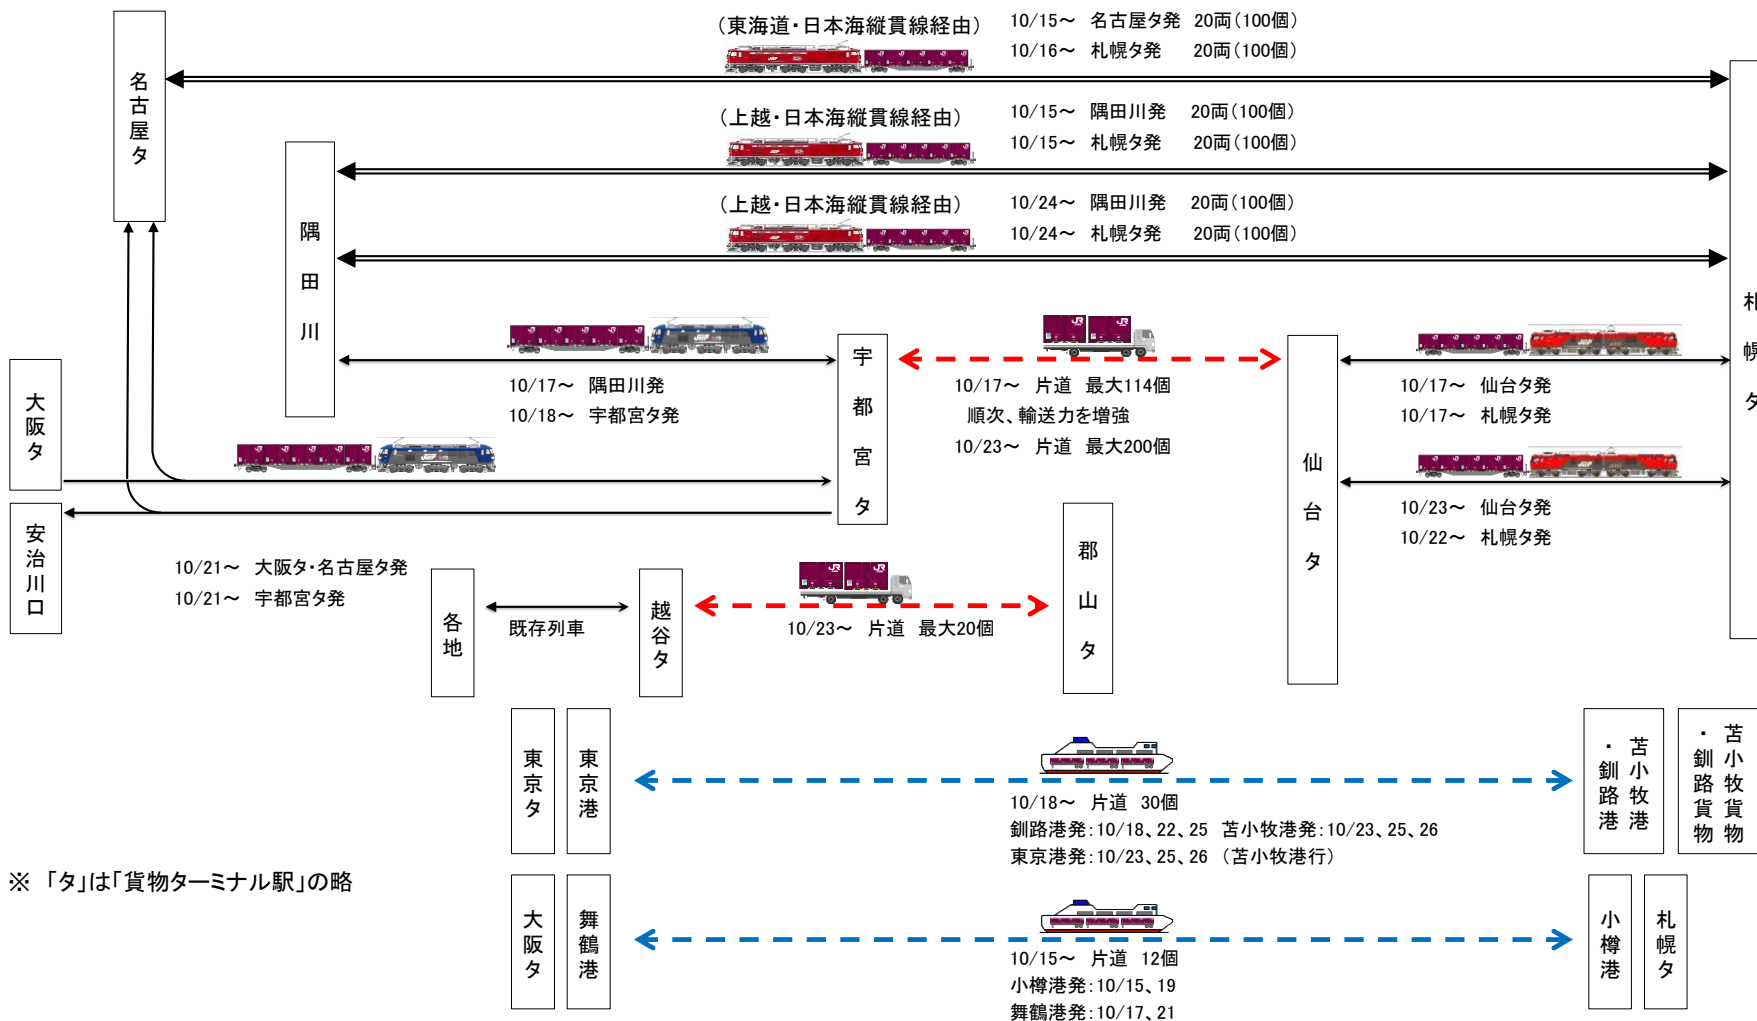 (東海道・日本海縦貫線経由)
10/15～ 名古屋タ発 20両(100個)
10/16～ 札幌タ発 20両(100個)
名古屋タ
(上越・日本海縦貫線経由)
10/15～ 隅田川発 20両(100個)
10/15～ 札幌タ発 20両(100個)
隅田川
(上越・日本海縦貫線経由)
10/24～ 隅田川発 20両(100個)
10/24～ 札幌タ発 20両(100個)
札幌タ
10/17～ 隅田川発
10/18～ 宇都宮タ発
宇都宮タ
10/17～ 片道 最大114個
順次、輸送力を増強
10/23～ 片道 最大200個
仙台タ
10/17～ 仙台タ発
10/17～ 札幌タ発
10/23～ 仙台タ発
10/22～ 札幌タ発
大阪タ
安治川口
10/21～ 大阪タ・名古屋タ発
10/21～ 宇都宮タ発
各地
既存列車
越谷タ
10/23～ 片道 最大20個
郡山タ
東京タ
東京港
10/18～ 片道 30個
釧路港発:10/18、22、25 苫小牧港発:10/23、25、26
東京港発:10/23、25、26 (苫小牧港行)
苫小牧港
・釧路港
苫小牧貨物
・釧路貨物
※ 「タ」は「貨物ターミナル駅」の略
大阪タ
舞鶴港
10/15～ 片道 12個
小樽港発:10/15、19
舞鶴港発:10/17、21
小樽港
札幌タ